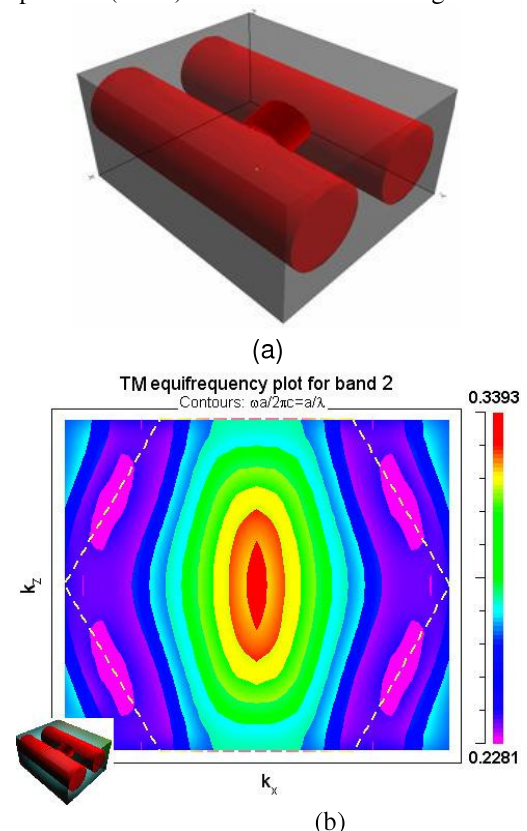 (a)
TM equifrequency plot for band 2
Contours: ωa/2πc=a/λ
0.3393
k_z
0.2281
k_x
(b)